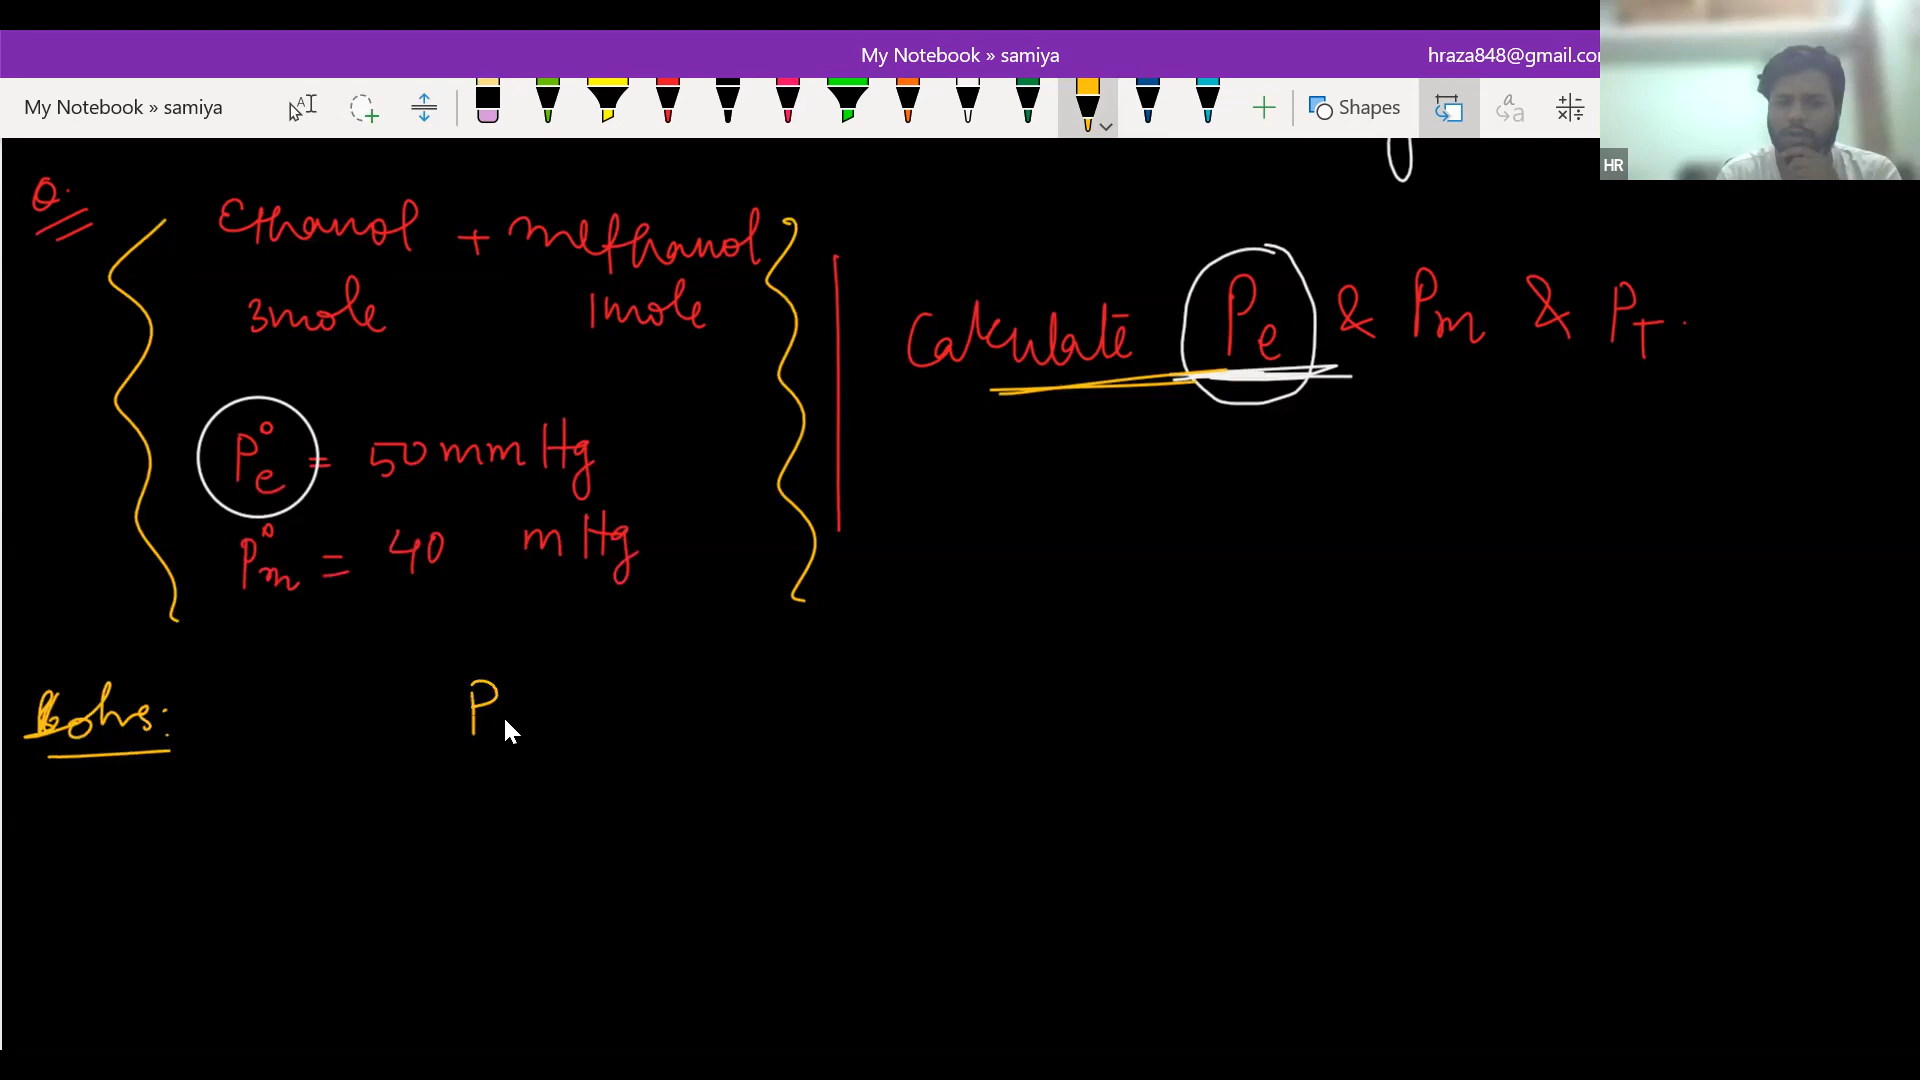 My Notebook » samiya
hraza848@gmail.co
My Notebook » samiya
Shapes
HR
Q.
Ethanol + methanol
3mole 1mole
Calculate Pe & Pm & PT.
P°e = 50 mm Hg
P°m = 40 m Hg
P